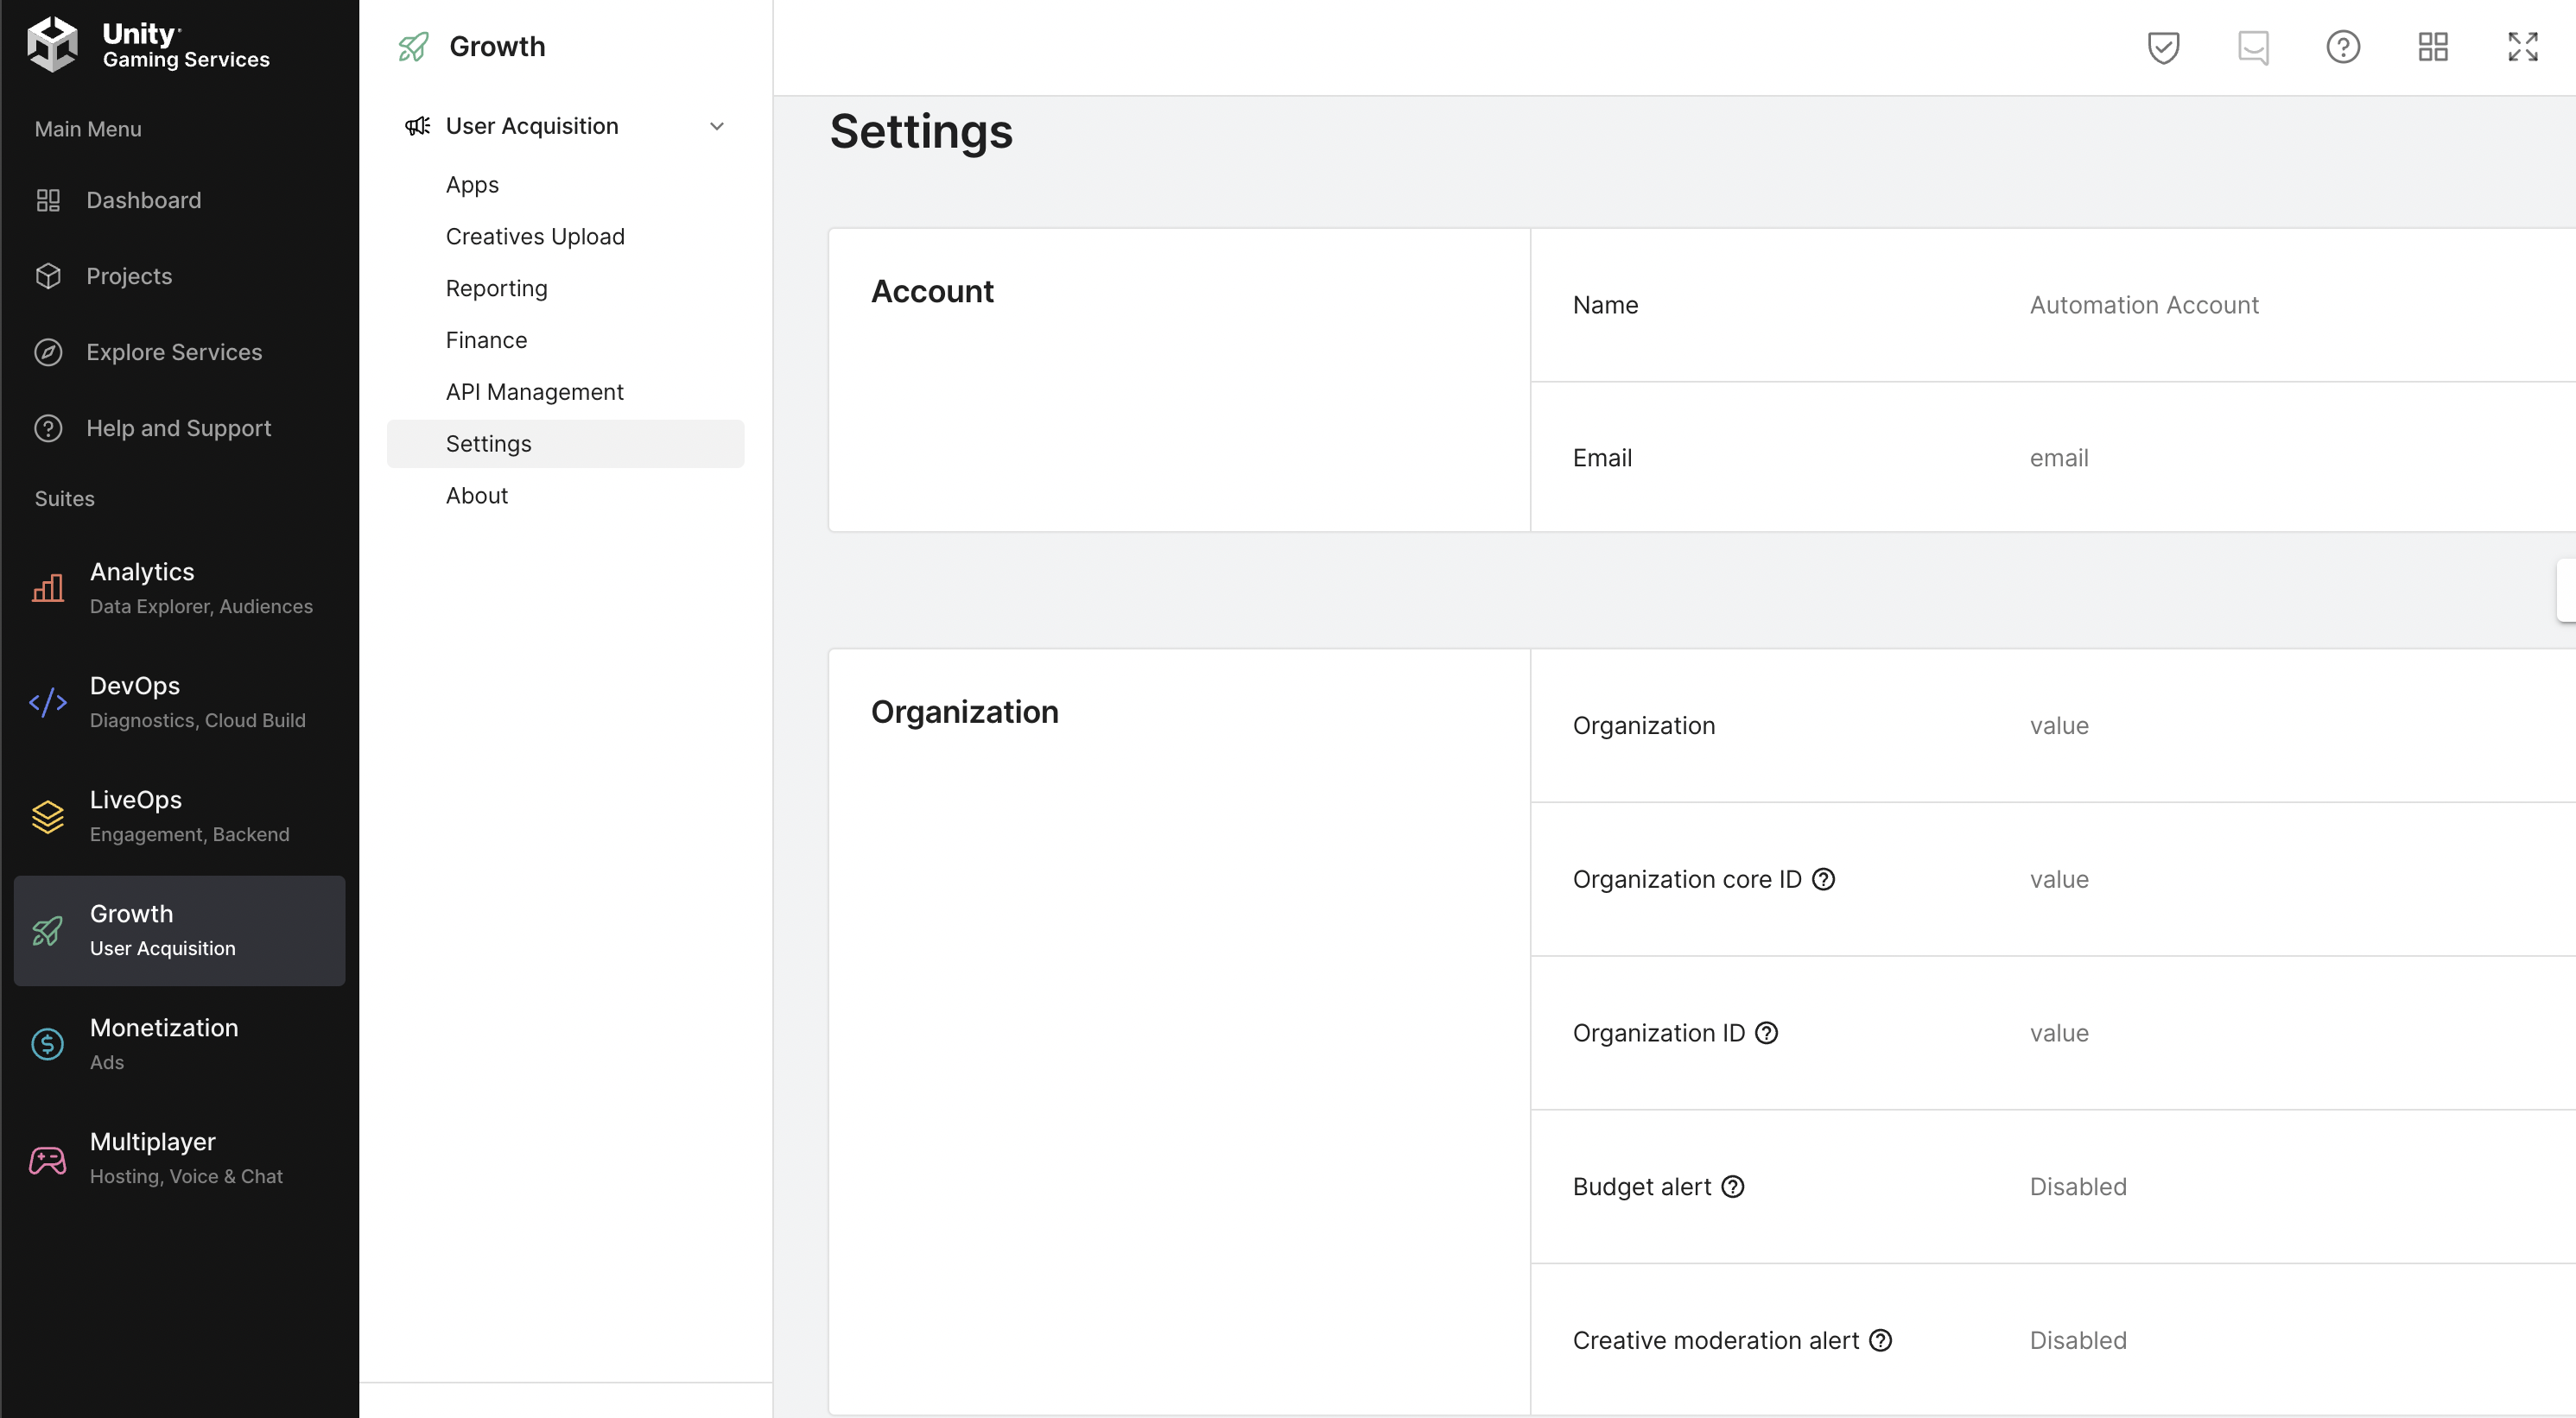 Unity
Gaming Services
Main Menu
Dashboard
Projects
Explore Services
Help and Support
Suites
Analytics
Data Explorer, Audiences
DevOps
Diagnostics, Cloud Build
LiveOps
Engagement, Backend
Growth
User Acquisition
Monetization
Ads
Multiplayer
Hosting, Voice & Chat
Growth
User Acquisition
Apps
Creatives Upload
Reporting
Finance
API Management
Settings
About
Settings
Account
Name Automation Account
Email email
Organization
Organization value
Organization core ID value
Organization ID value
Budget alert Disabled
Creative moderation alert Disabled